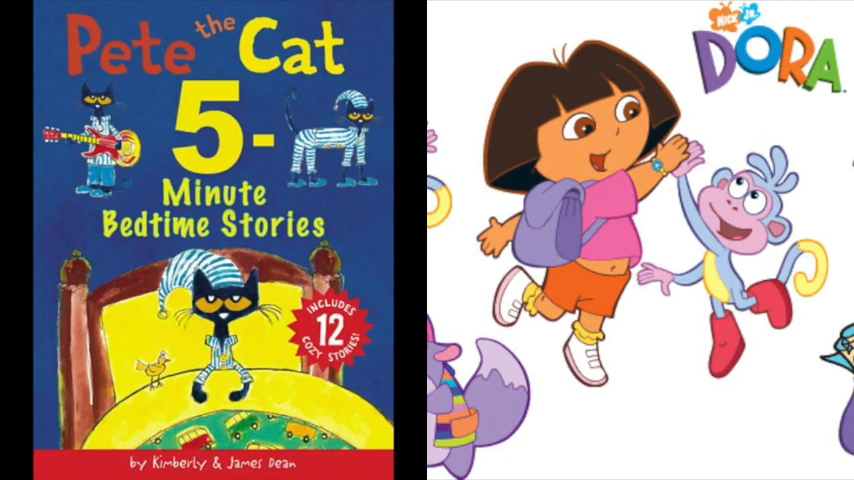 Pete the Cat
5-
Minute
Bedtime Stories
INCLUDES
12
COZY STORIES!
by Kimberly & James Dean
NICK JR.
DORA